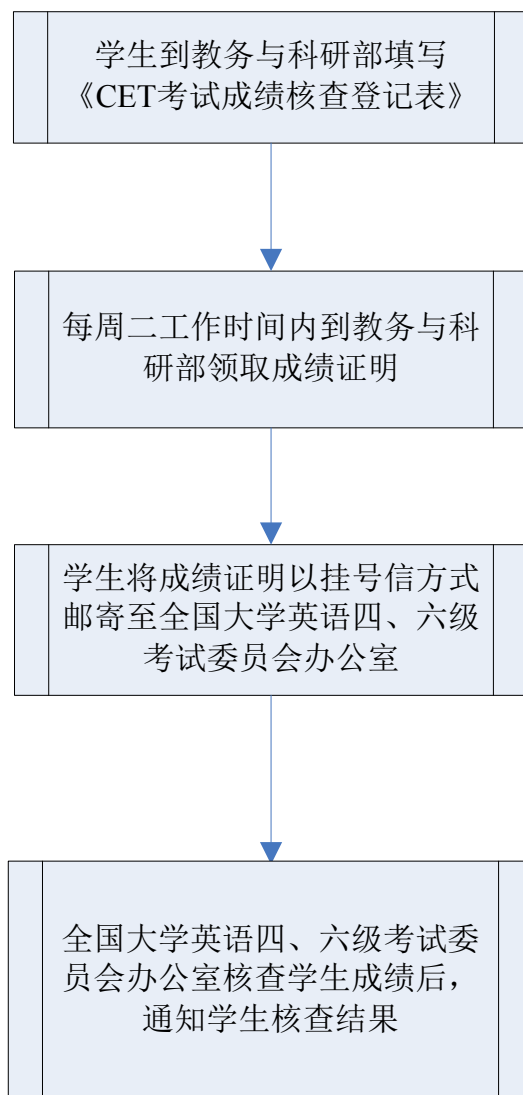 学生到教务与科研部填写
《CET考试成绩核查登记表》
每周二工作时间内到教务与科
研部领取成绩证明
学生将成绩证明以挂号信方式
邮寄至全国大学英语四、六级
考试委员会办公室
全国大学英语四、六级考试委
员会办公室核查学生成绩后，
通知学生核查结果